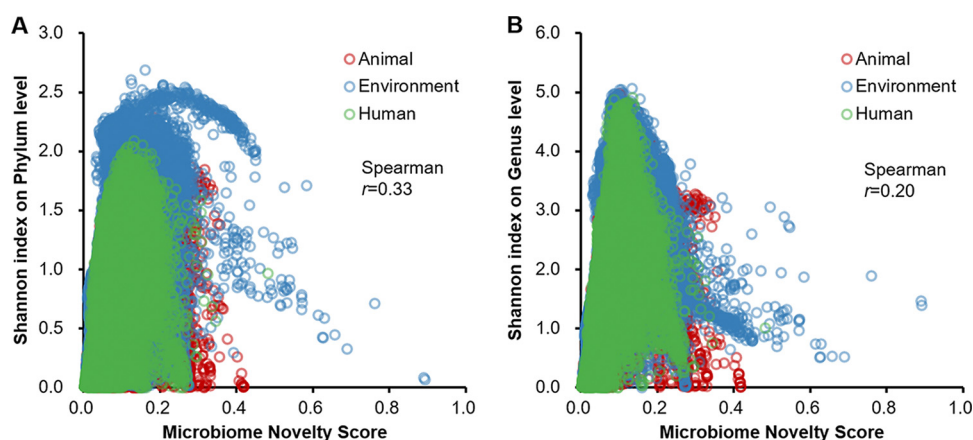 A
Shannon index on Phylum level
3.0
2.5
2.0
1.5
1.0
0.5
0.0
Animal
Environment
Human
Spearman
r=0.33
0.0 0.2 0.4 0.6 0.8 1.0
Microbiome Novelty Score
B
Shannon index on Genus level
6.0
5.0
4.0
3.0
2.0
1.0
0.0
Animal
Environment
Human
Spearman
r=0.20
0.0 0.2 0.4 0.6 0.8 1.0
Microbiome Novelty Score